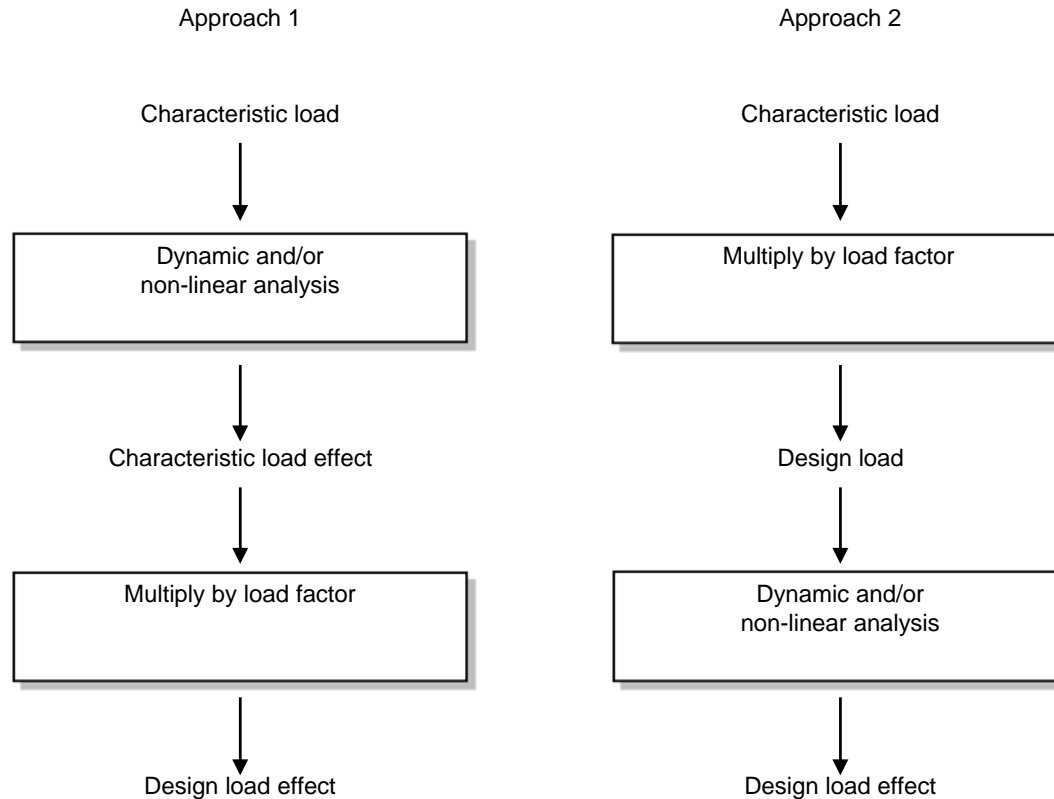 Approach 1
Characteristic load
Dynamic and/or
non-linear analysis
Characteristic load effect
Multiply by load factor
Design load effect
Approach 2
Characteristic load
Multiply by load factor
Design load
Dynamic and/or
non-linear analysis
Design load effect